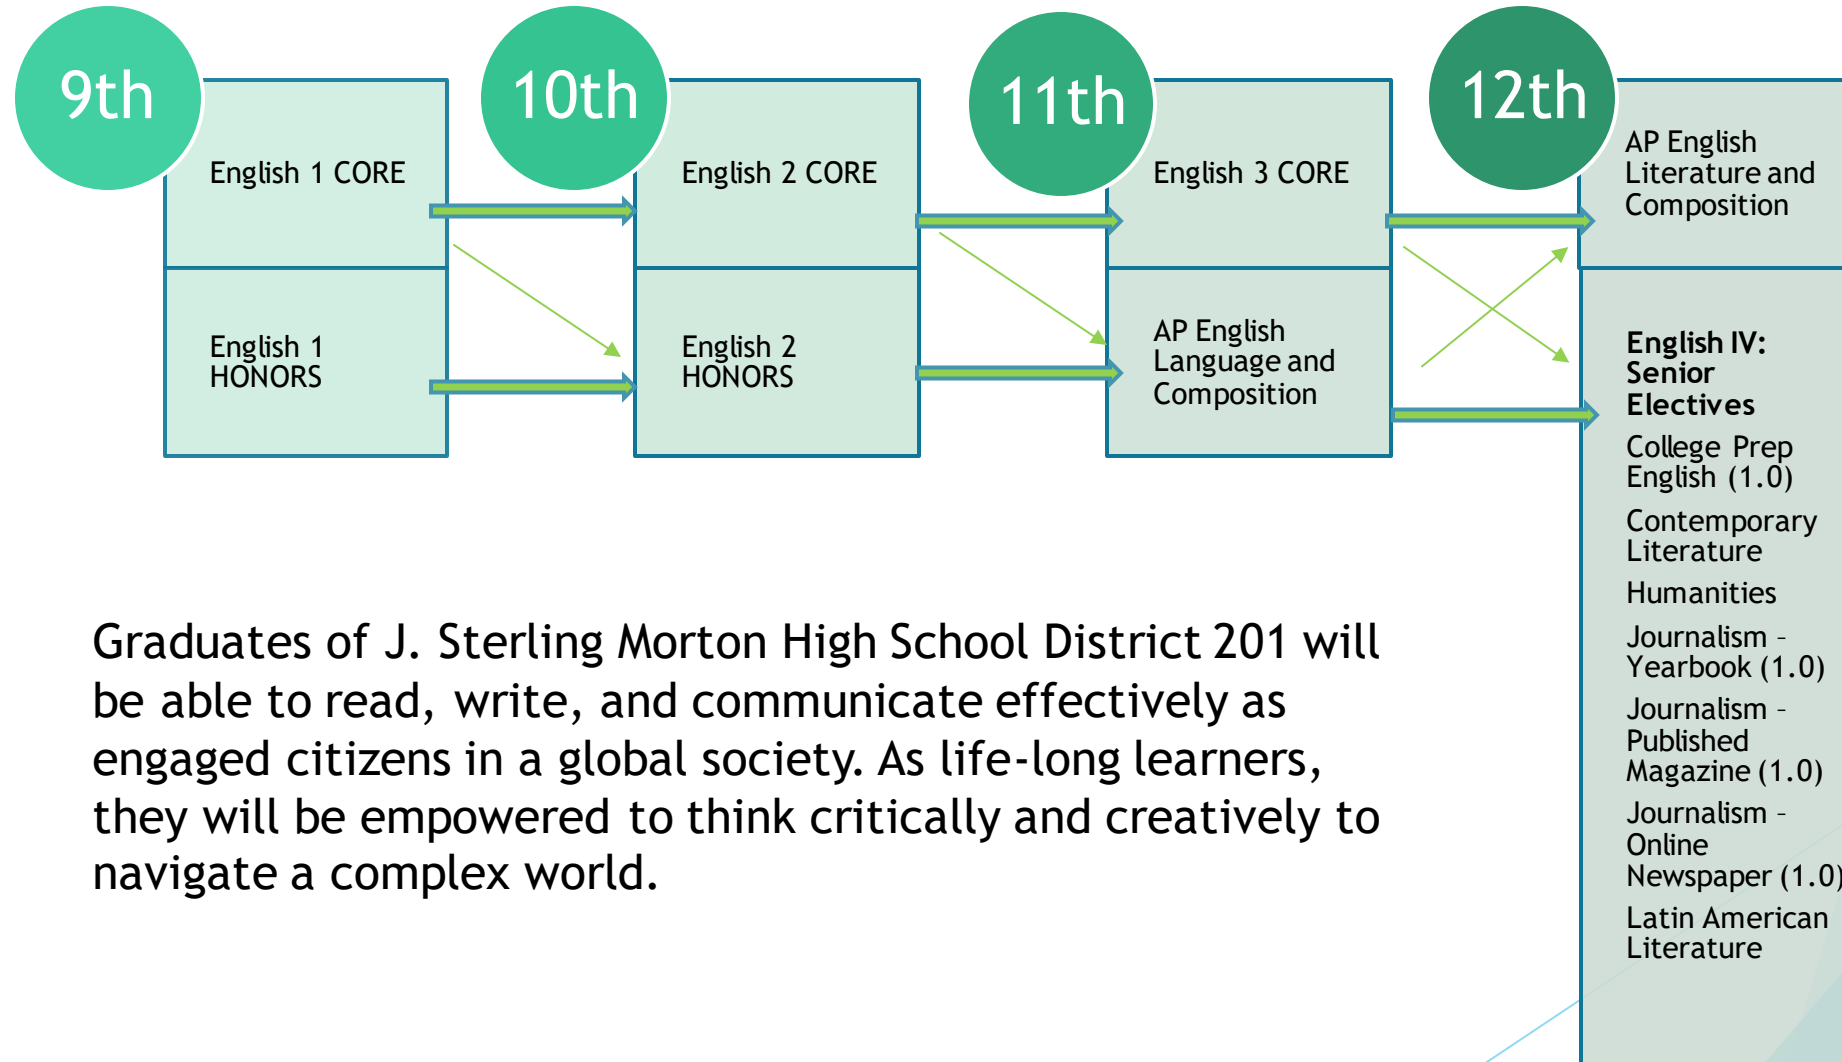 9th
English 1 CORE
English 1
HONORS
10th
English 2 CORE
English 2
HONORS
11th
English 3 CORE
AP English
Language and
Composition
12th
AP English
Literature and
Composition
English IV:
Senior
Electives
College Prep
English (1.0)
Contemporary
Literature
Humanities
Journalism –
Yearbook (1.0)
Journalism –
Published
Magazine (1.0)
Journalism –
Online
Newspaper (1.0)
Latin American
Literature
Graduates of J. Sterling Morton High School District 201 will
be able to read, write, and communicate effectively as
engaged citizens in a global society. As life-long learners,
they will be empowered to think critically and creatively to
navigate a complex world.